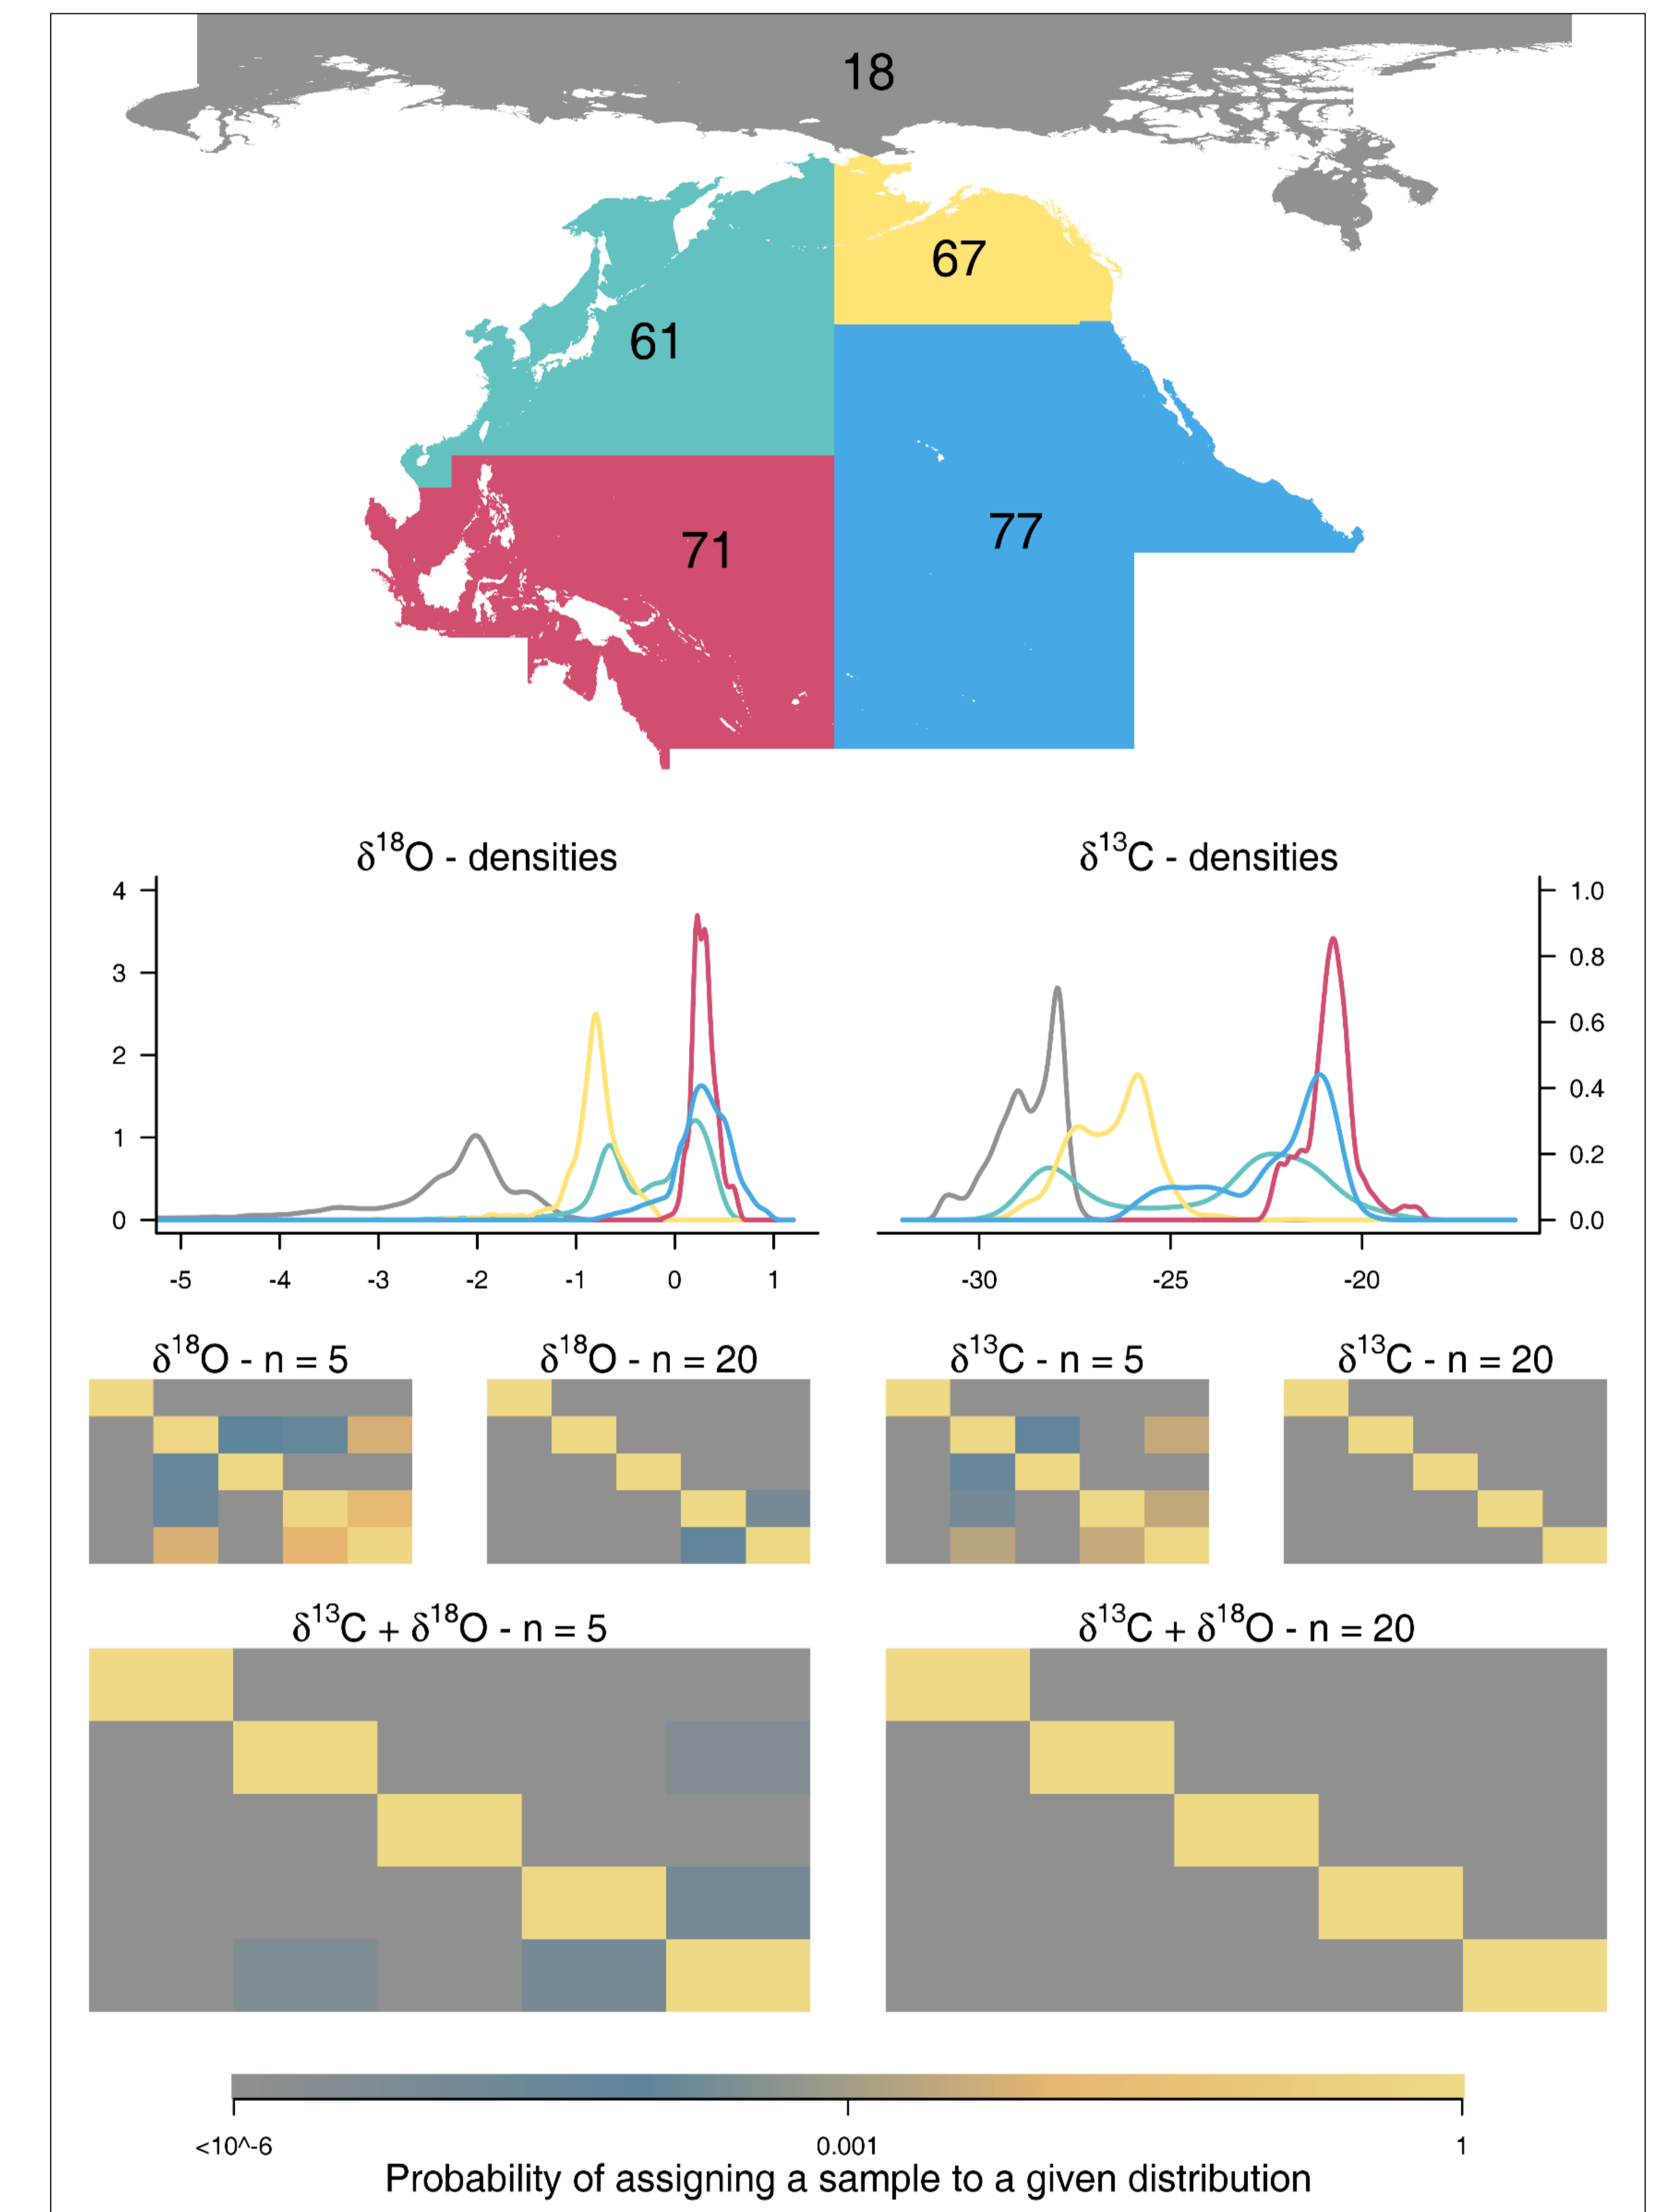 18
67
61
71
77
δ¹⁸O - densities
δ¹³C - densities
4
3
2
1
0
1.0
0.8
0.6
0.4
0.2
0.0
-5 -4 -3 -2 -1 0 1
-30 -25 -20
δ¹⁸O - n = 5
δ¹⁸O - n = 20
δ¹³C - n = 5
δ¹³C - n = 20
δ¹³C + δ¹⁸O - n = 5
δ¹³C + δ¹⁸O - n = 20
<10^-6 0.001 1
Probability of assigning a sample to a given distribution